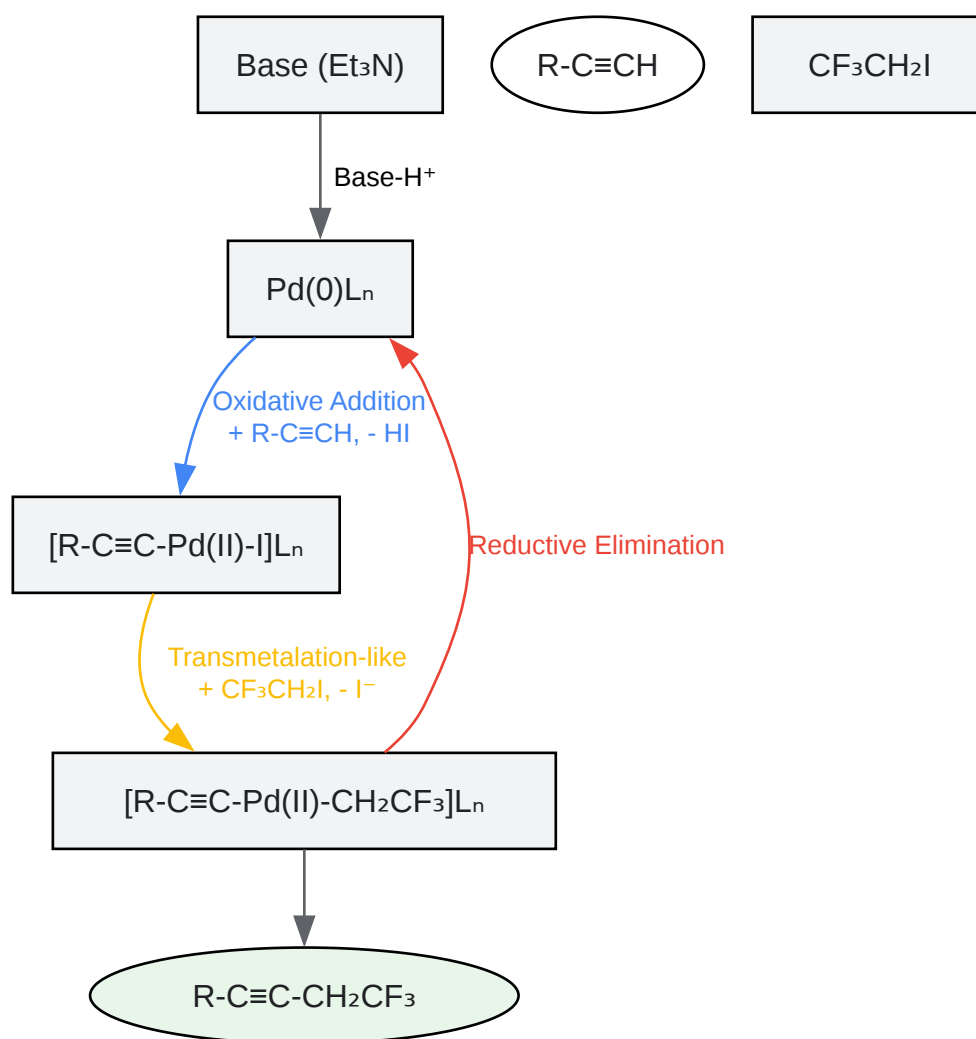 Base (Et₃N)
R-C≡CH
CF₃CH₂I
Base-H⁺
Pd(0)Lₙ
Oxidative Addition
+ R-C≡CH, - HI
[R-C≡C-Pd(II)-I]Lₙ
Reductive Elimination
Transmetalation-like
+ CF₃CH₂I, - I⁻
[R-C≡C-Pd(II)-CH₂CF₃]Lₙ
R-C≡C-CH₂CF₃